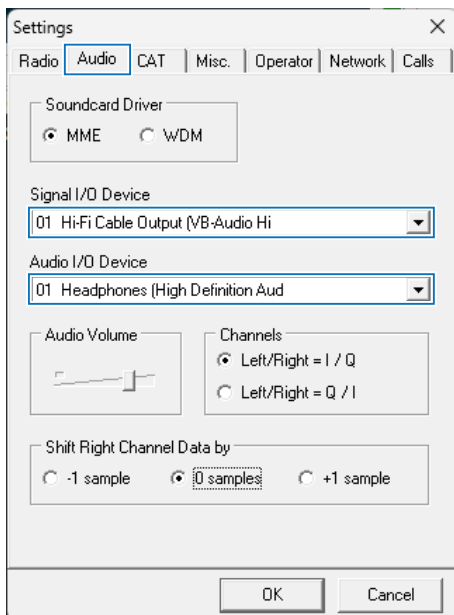 Settings
Radio Audio CAT Misc. Operator Network Calls
Soundcard Driver
MME WDM
Signal I/O Device
01 Hi-Fi Cable Output (VB-Audio Hi
Audio I/O Device
01 Headphones (High Definition Aud
Audio Volume Channels
Left/Right = I / Q
Left/Right = Q / I
Shift Right Channel Data by
-1 sample 0 samples +1 sample
OK Cancel